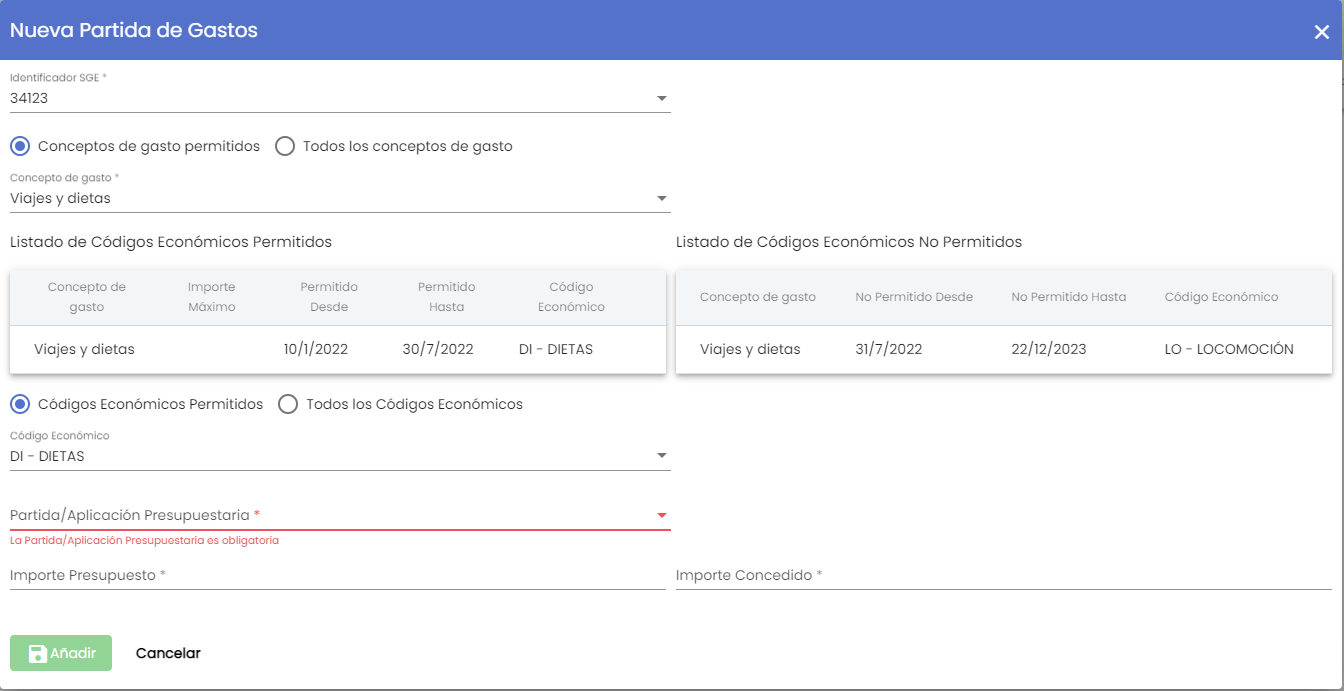 Nueva Partida de Gastos
Identificador SGE *
34123
Conceptos de gasto permitidos Todos los conceptos de gasto
Concepto de gasto *
Viajes y dietas
Listado de Códigos Económicos Permitidos
Concepto de gasto Importe Máximo Permitido Desde Permitido Hasta Código Económico
Viajes y dietas 10/1/2022 30/7/2022 DI - DIETAS
Listado de Códigos Económicos No Permitidos
Concepto de gasto No Permitido Desde No Permitido Hasta Código Económico
Viajes y dietas 31/7/2022 22/12/2023 LO - LOCOMOCIÓN
Códigos Económicos Permitidos Todos los Códigos Económicos
Código Económico
DI - DIETAS
Partida/Aplicación Presupuestaria *
La Partida/Aplicación Presupuestaria es obligatoria
Importe Presupuesto * Importe Concedido *
Añadir Cancelar